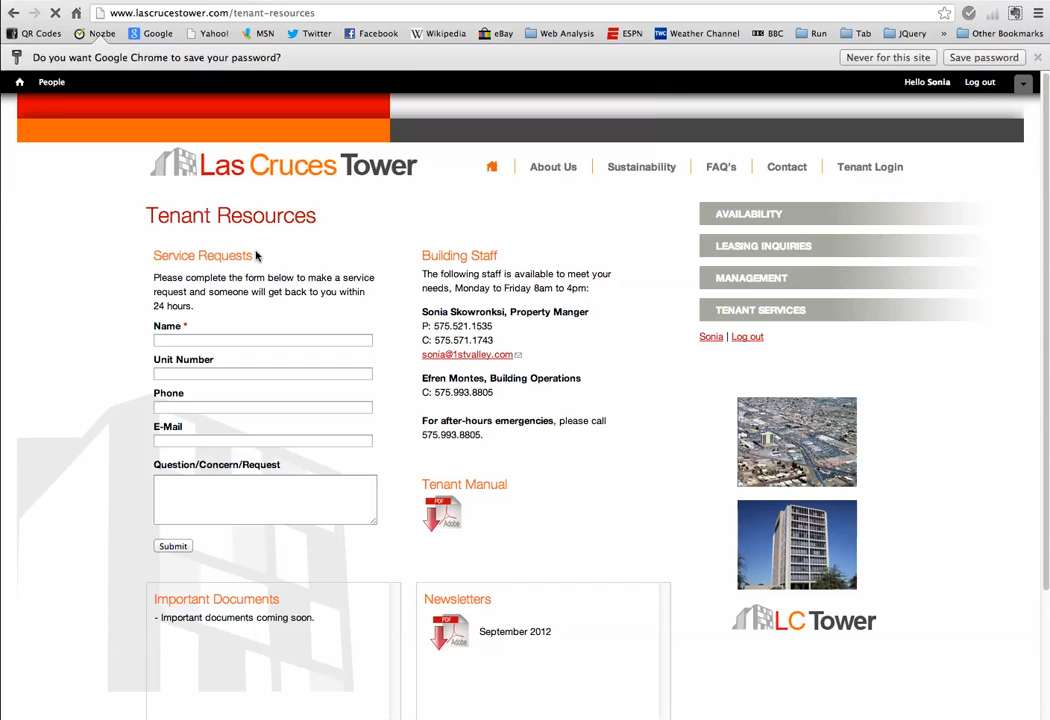 www.lascrucestower.com/tenant-resources
QR Codes Nozbe Google Yahoo! MSN Twitter Facebook Wikipedia eBay Web Analysis ESPN Weather Channel BBC Run Tab JQuery » Other Bookmarks
Do you want Google Chrome to save your password? Never for this site Save password
People Hello Sonia Log out
Las Cruces Tower
About Us Sustainability FAQ's Contact Tenant Login
Tenant Resources
Service Requests
Please complete the form below to make a service
request and someone will get back to you within
24 hours.
Name *
Unit Number
Phone
E-Mail
Question/Concern/Request
Submit
Building Staff
The following staff is available to meet your
needs, Monday to Friday 8am to 4pm:
Sonia Skowronksi, Property Manger
P: 575.521.1535
C: 575.571.1743
sonia@1stvalley.com
Efren Montes, Building Operations
C: 575.993.8805
For after-hours emergencies, please call
575.993.8805.
Tenant Manual
PDF
Adobe
AVAILABILITY
LEASING INQUIRIES
MANAGEMENT
TENANT SERVICES
Sonia | Log out
LC Tower
Important Documents
- Important documents coming soon.
Newsletters
PDF
Adobe
September 2012